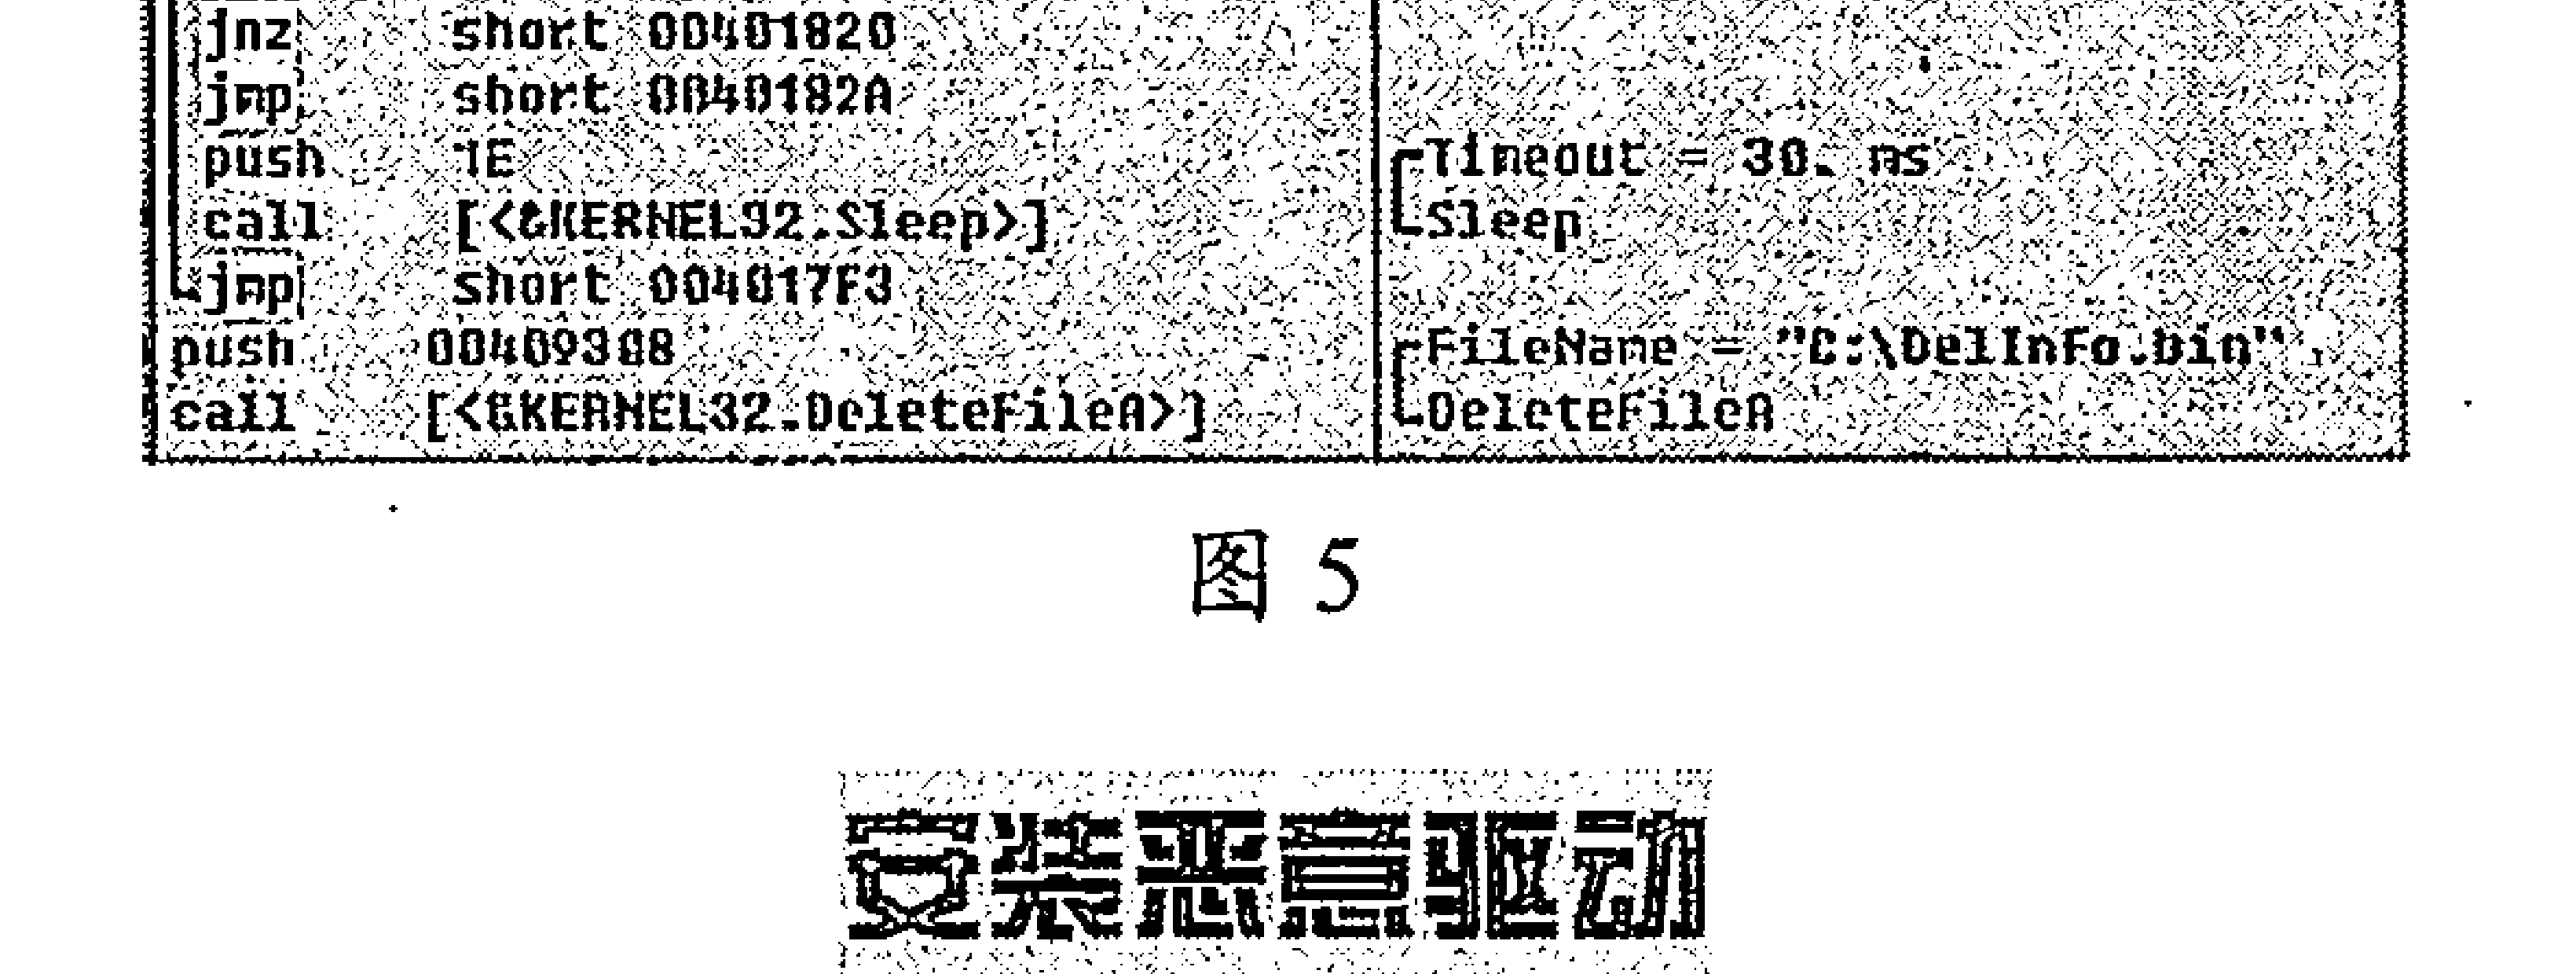 jnz short 00401820
jmp short 0040182A
push 1E Timeout = 30. ms
call [<&KERNEL32.Sleep>] Sleep
jmp short 004017F3
push 00409308 FileName = "C:\DelInFo.bin"
call [<&KERNEL32.DeleteFileA>] DeleteFileA
图 5
安装恶意驱动